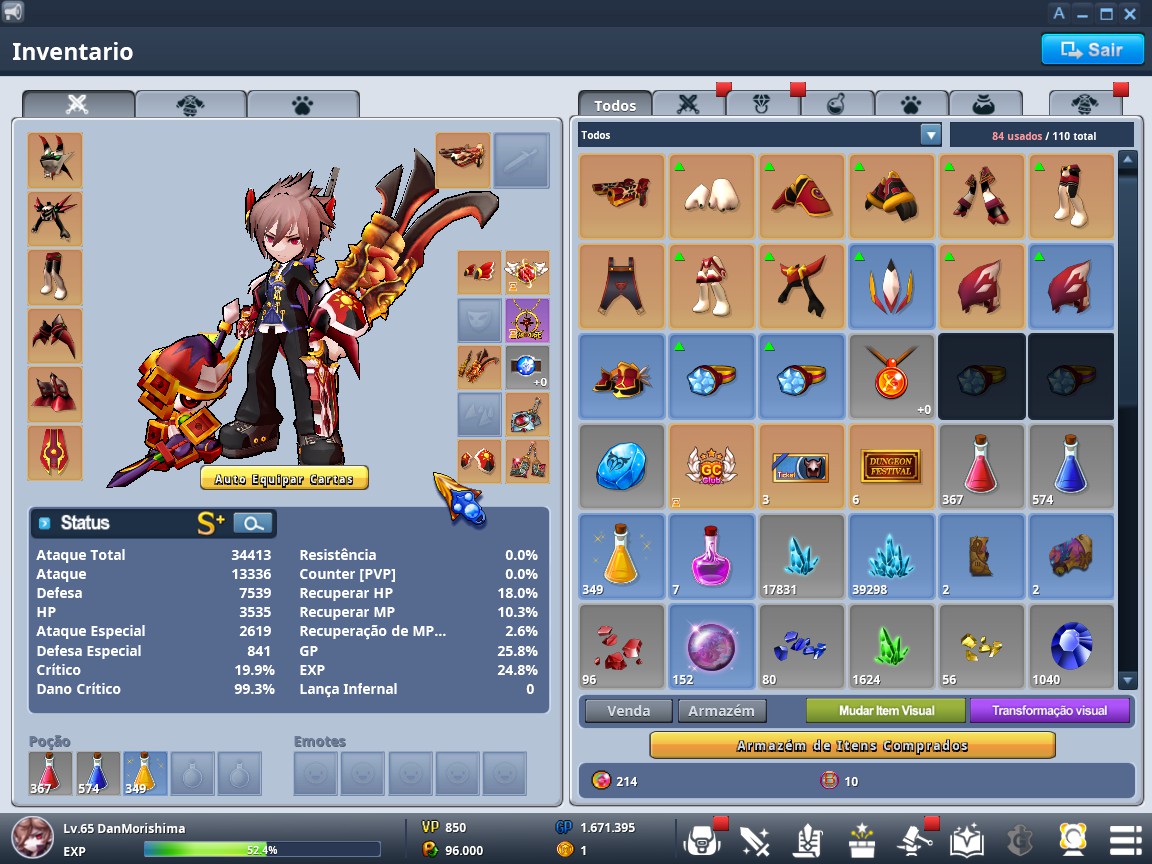 A
Inventario
Sair
Todos
Todos
84 usados / 110 total
+0
+0
GC
Club
Ticket
3
DUNGEON
FESTIVAL
6
367
574
349
7
17831
39298
2
2
96
152
80
1624
56
1040
Auto Equipar Cartas
Status
S+
Ataque Total 34413
Ataque 13336
Defesa 7539
HP 3535
Ataque Especial 2619
Defesa Especial 841
Crítico 19.9%
Dano Crítico 99.3%
Resistência 0.0%
Counter [PVP] 0.0%
Recuperar HP 18.0%
Recuperar MP 10.3%
Recuperação de MP... 2.6%
GP 25.8%
EXP 24.8%
Lança Infernal 0
Poção
367
574
349
Emotes
Venda
Armazém
Mudar Item Visual
Transformação visual
Armazém de Itens Comprados
214
10
Lv.65 DanMorishima
EXP
52.4%
VP 850
96.000
GP 1.671.395
1